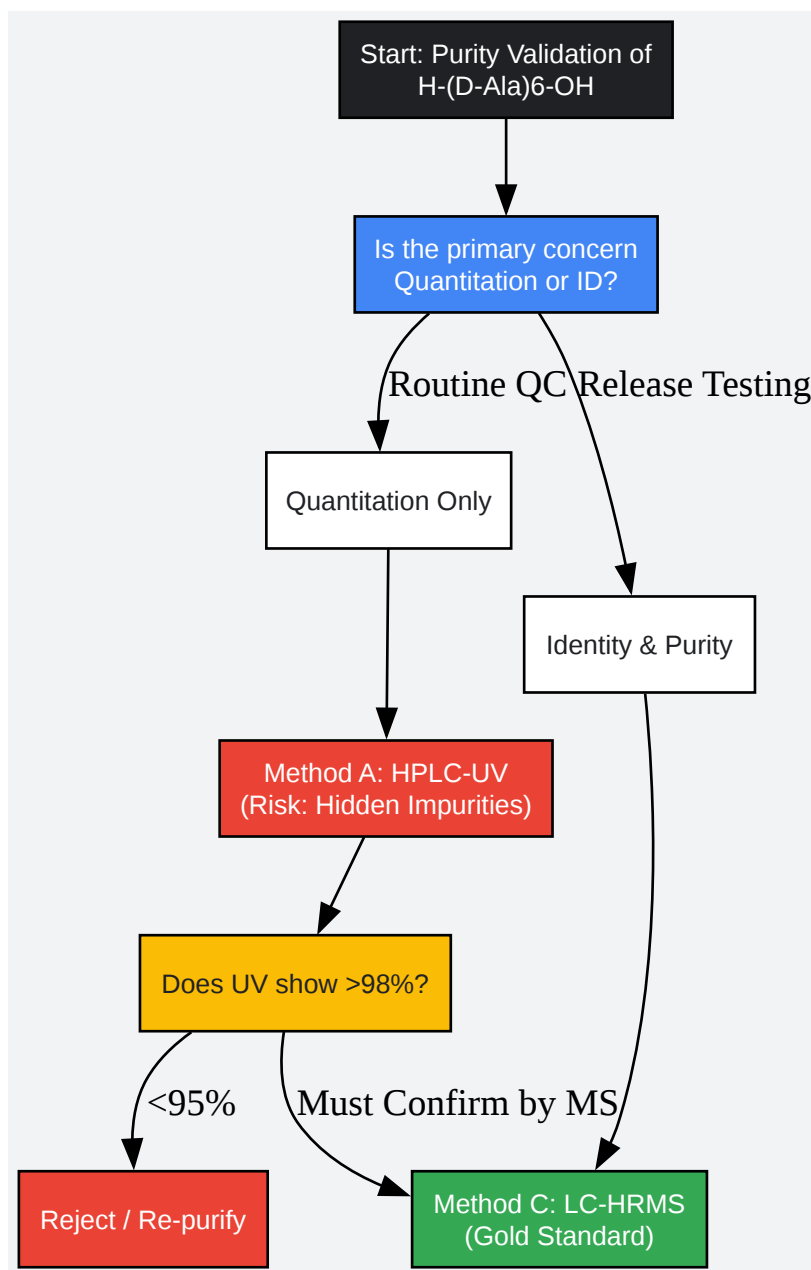 Start: Purity Validation of
H-(D-Ala)6-OH
Is the primary concern
Quantitation or ID?
Routine QC
Release Testing
Quantitation Only
Identity & Purity
Method A: HPLC-UV
(Risk: Hidden Impurities)
Does UV show >98%?
<95%
Must Confirm by MS
Reject / Re-purify
Method C: LC-HRMS
(Gold Standard)